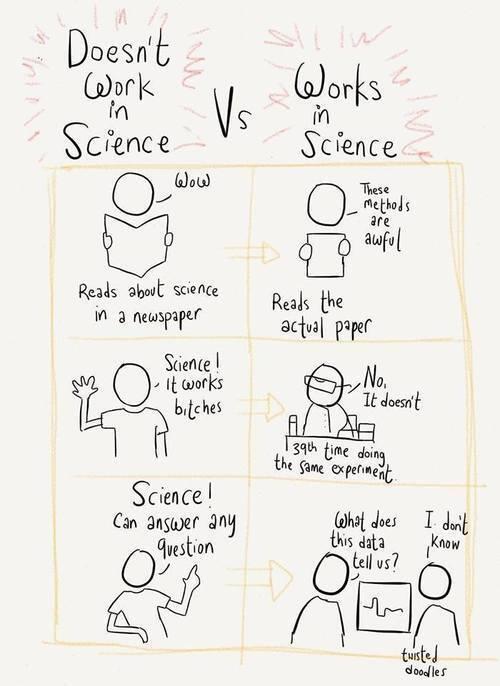 Doesn't
Work
in
Science
Vs
Works
in
Science
Wow
Reads about science
in a newspaper
These
methods
are
awful
Reads the
actual paper
Science!
It works
bitches
No,
It doesn't
39th time doing
the same experiment.
Science!
Can answer any
question
What does
this data
tell us?
I don't
know
twisted
doodles